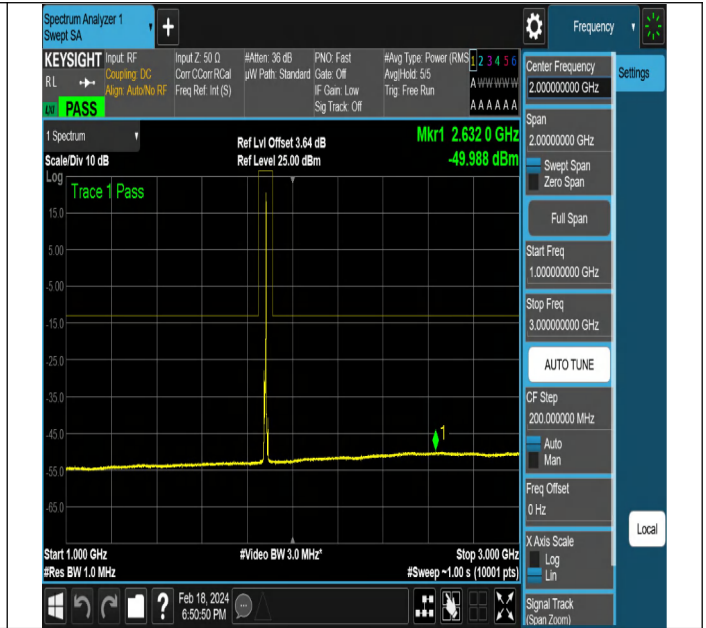 Spectrum Analyzer 1
Swept SA
+
Frequency
KEYSIGHT
RL
LXI
PASS
Input: RF
Coupling: DC
Align: Auto/No RF
Input Z: 50 Ω
Corr CCorr RCal
Freq Ref: Int (S)
#Atten: 36 dB
µW Path: Standard
PNO: Fast
Gate: Off
IF Gain: Low
Sig Track: Off
#Avg Type: Power (RMS
Avg|Hold: 5/5
Trig: Free Run
1 2 3 4 5 6
A W W W W W
A A A A A A
1 Spectrum
Scale/Div 10 dB
Ref Lvl Offset 3.64 dB
Ref Level 25.00 dBm
Mkr1 2.632 0 GHz
-49.988 dBm
Log
Trace 1 Pass
15.0
5.00
-5.00
-15.0
-25.0
-35.0
-45.0
-55.0
-65.0
1
Start 1.000 GHz
#Res BW 1.0 MHz
#Video BW 3.0 MHz*
Stop 3.000 GHz
#Sweep ~1.00 s (10001 pts)
?
Feb 18, 2024
6:50:50 PM
Center Frequency
2.000000000 GHz
Settings
Span
2.00000000 GHz
Swept Span
Zero Span
Full Span
Start Freq
1.000000000 GHz
Stop Freq
3.000000000 GHz
AUTO TUNE
CF Step
200.000000 MHz
Auto
Man
Freq Offset
0 Hz
X Axis Scale
Log
Lin
Local
Signal Track
(Span Zoom)